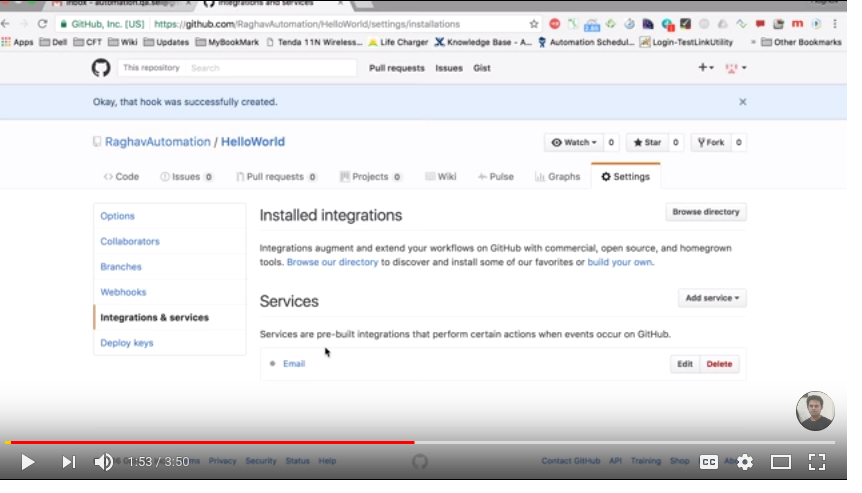 Inbox - automation.qa.se@
Integrations and services
GitHub, Inc. [US] https://github.com/RaghavAutomation/HelloWorld/settings/installations
Apps Dell CFT Wiki Updates MyBookMark Tenda 11N Wireless... Life Charger Knowledge Base - A... Automation Schedul... Login-TestLinkUtility » Other Bookmarks
This repository Search Pull requests Issues Gist
Okay, that hook was successfully created.
RaghavAutomation / HelloWorld Watch 0 Star 0 Fork 0
Code Issues 0 Pull requests 0 Projects 0 Wiki Pulse Graphs Settings
Options
Collaborators
Branches
Webhooks
Integrations & services
Deploy keys
Installed integrations Browse directory
Integrations augment and extend your workflows on GitHub with commercial, open source, and homegrown
tools. Browse our directory to discover and install some of our favorites or build your own.
Services Add service
Services are pre-built integrations that perform certain actions when events occur on GitHub.
Email Edit Delete
1:53 / 3:50 Privacy Security Status Help Contact GitHub API Training Shop CC